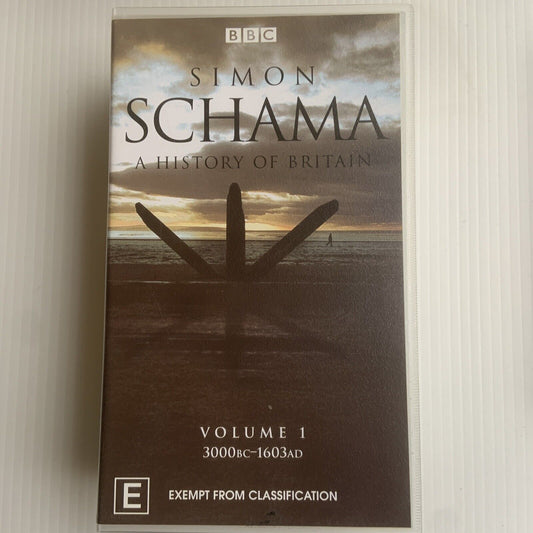 BBC
SIMON
SCHAMA
A HISTORY OF BRITAIN
VOLUME 1
3000BC–1603AD
E EXEMPT FROM CLASSIFICATION